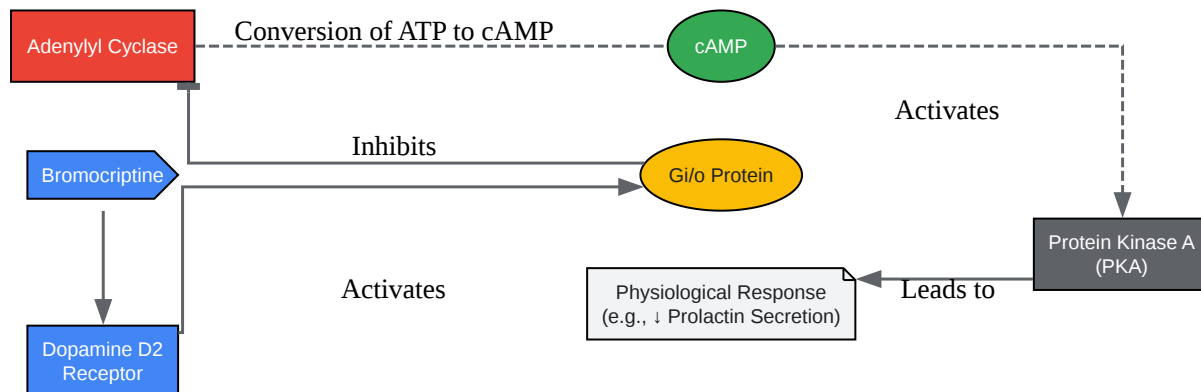 Adenylyl Cyclase
Conversion of ATP to cAMP
cAMP
Activates
Inhibits
Bromocriptine
Gi/o Protein
Protein Kinase A
(PKA)
Activates
Physiological Response
(e.g., ↓ Prolactin Secretion)
Leads to
Dopamine D2
Receptor